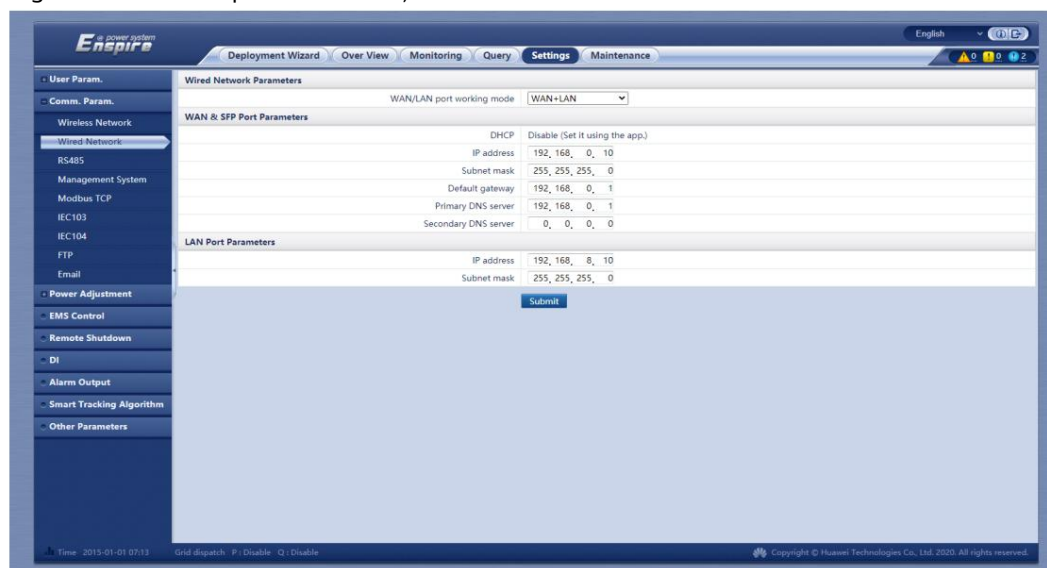 e power system
Enspire
English
Deployment Wizard Over View Monitoring Query Settings Maintenance
0 0 2
User Param.
Comm. Param.
Wireless Network
Wired Network
RS485
Management System
Modbus TCP
IEC103
IEC104
FTP
Email
Power Adjustment
EMS Control
Remote Shutdown
DI
Alarm Output
Smart Tracking Algorithm
Other Parameters
Wired Network Parameters
WAN/LAN port working mode WAN+LAN
WAN & SFP Port Parameters
DHCP Disable (Set it using the app.)
IP address 192. 168. 0. 10
Subnet mask 255. 255. 255. 0
Default gateway 192. 168. 0. 1
Primary DNS server 192. 168. 0. 1
Secondary DNS server 0. 0. 0. 0
LAN Port Parameters
IP address 192. 168. 8. 10
Subnet mask 255. 255. 255. 0
Submit
Time 2015-01-01 07:13 Grid dispatch P : Disable Q : Disable Copyright © Huawei Technologies Co., Ltd. 2020. All rights reserved.